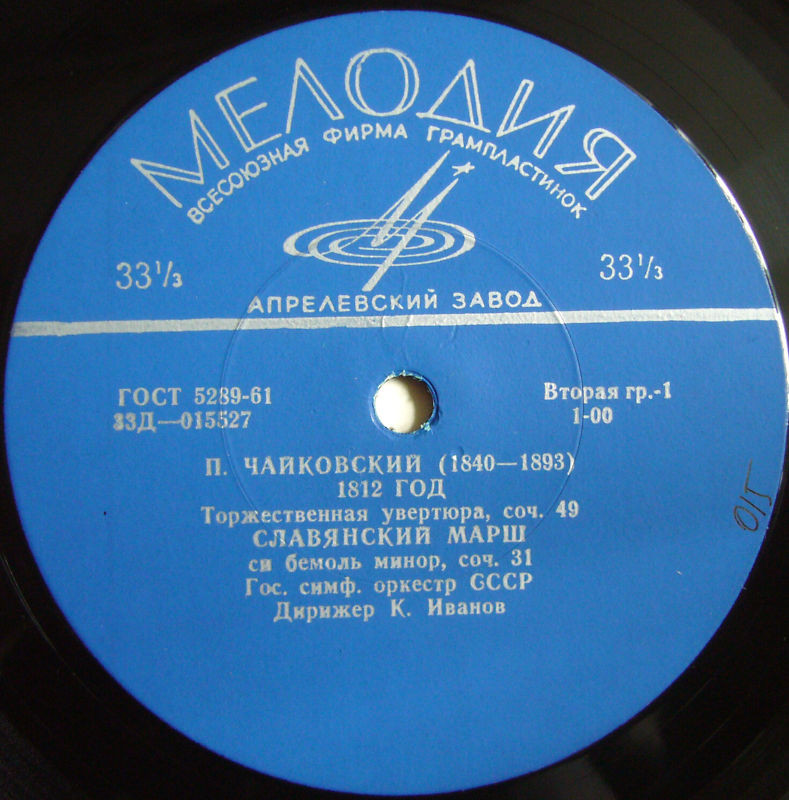 МЕЛОДИЯ
ВСЕСОЮЗНАЯ ФИРМА ГРАМПЛАСТИНОК
33⅓
33⅓
АПРЕЛЕВСКИЙ ЗАВОД
ГОСТ 5289-61
33Д—015527
Вторая гр.-1
1-00
П. ЧАЙКОВСКИЙ (1840—1893)
1812 ГОД
Торжественная увертюра, соч. 49
СЛАВЯНСКИЙ МАРШ
си бемоль минор, соч. 31
Гос. симф. оркестр СССР
Дирижер К. Иванов